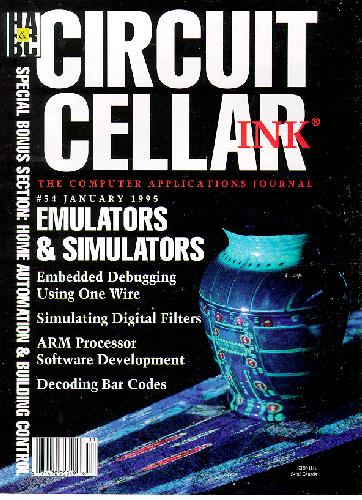 HA
&
BC
CIRCUIT
CELLAR
INK®
THE COMPUTER APPLICATIONS JOURNAL
#54 JANUARY 1995
EMULATORS
& SIMULATORS
Embedded Debugging
Using One Wire
Simulating Digital Filters
ARM Processor
Software Development
Decoding Bar Codes
SPECIAL BONUS SECTION: HOME AUTOMATION & BUILDING CONTROL